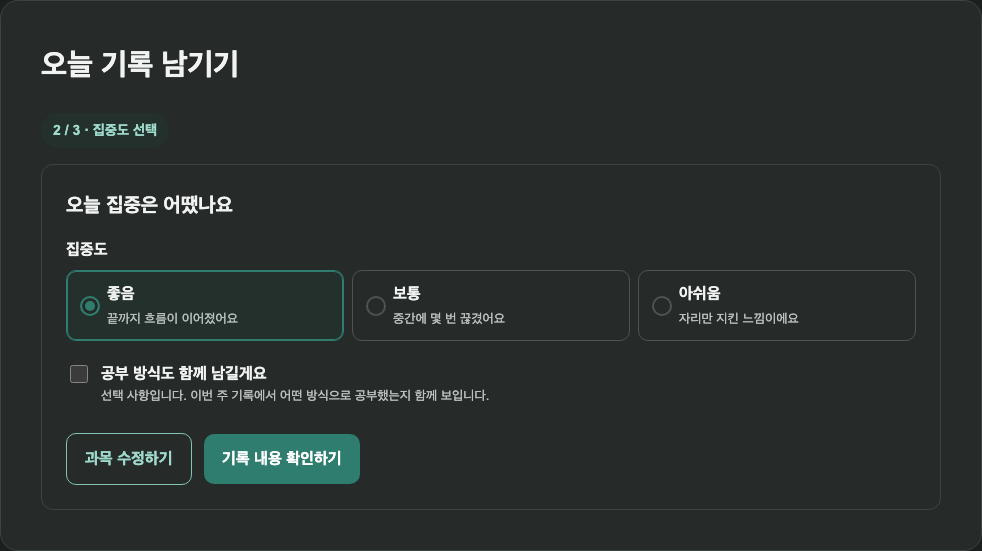 오늘 기록 남기기
2 / 3 · 집중도 선택
오늘 집중은 어땠나요
집중도
좋음
끝까지 흐름이 이어졌어요
보통
중간에 몇 번 끊겼어요
아쉬움
자리만 지킨 느낌이에요
공부 방식도 함께 남길게요
선택 사항입니다. 이번 주 기록에서 어떤 방식으로 공부했는지 함께 보입니다.
과목 수정하기
기록 내용 확인하기